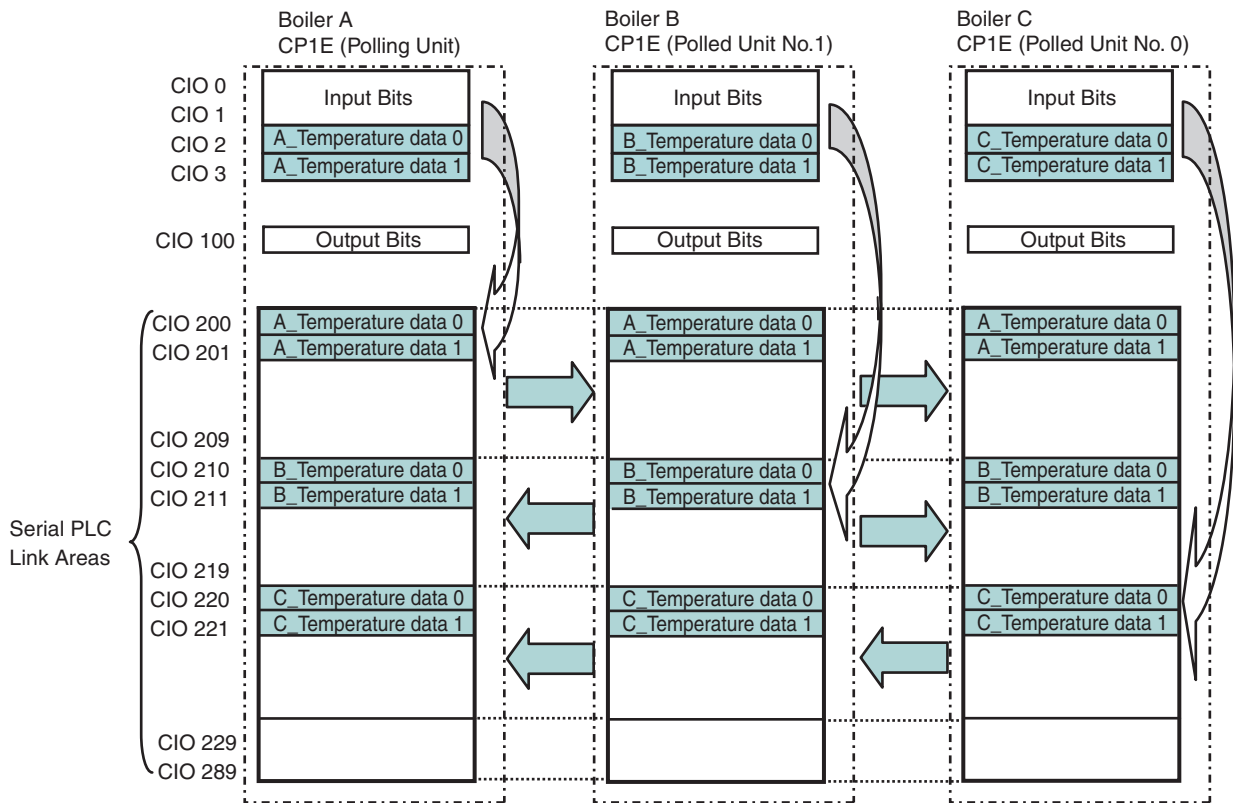 Boiler A
CP1E (Polling Unit)
Boiler B
CP1E (Polled Unit No.1)
Boiler C
CP1E (Polled Unit No. 0)
CIO 0
CIO 1
CIO 2
CIO 3
CIO 100
Input Bits
A_Temperature data 0
A_Temperature data 1
Output Bits
Input Bits
B_Temperature data 0
B_Temperature data 1
Output Bits
Input Bits
C_Temperature data 0
C_Temperature data 1
Output Bits
Serial PLC
Link Areas
CIO 200
CIO 201
CIO 209
CIO 210
CIO 211
CIO 219
CIO 220
CIO 221
CIO 229
CIO 289
A_Temperature data 0
A_Temperature data 1
B_Temperature data 0
B_Temperature data 1
C_Temperature data 0
C_Temperature data 1
A_Temperature data 0
A_Temperature data 1
B_Temperature data 0
B_Temperature data 1
C_Temperature data 0
C_Temperature data 1
A_Temperature data 0
A_Temperature data 1
B_Temperature data 0
B_Temperature data 1
C_Temperature data 0
C_Temperature data 1